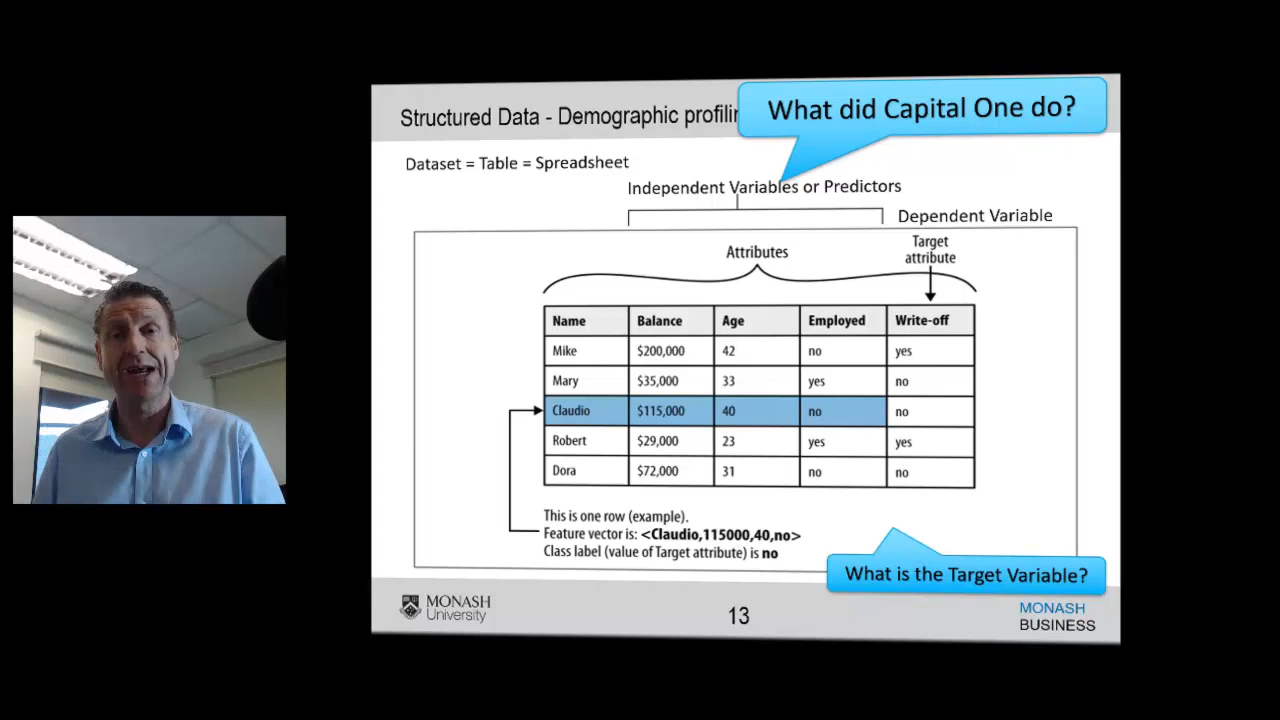 Structured Data - Demographic
What did Capital One do?
Dataset = Table = Spreadsheet
Independent Variables or Predictors
Dependent Variable
Attributes
Target
attribute
Name Balance Age Employed Write-off
Mike $200,000 42 no yes
Mary $35,000 33 yes no
Claudio $115,000 40 no no
Robert $29,000 23 yes yes
Dora $72,000 31 no no
This is one row (example).
Feature vector is: <Claudio,115000,40,no>
Class label (value of Target attribute) is no
What is the Target Variable?
MONASH
University
13
MONASH
BUSINESS